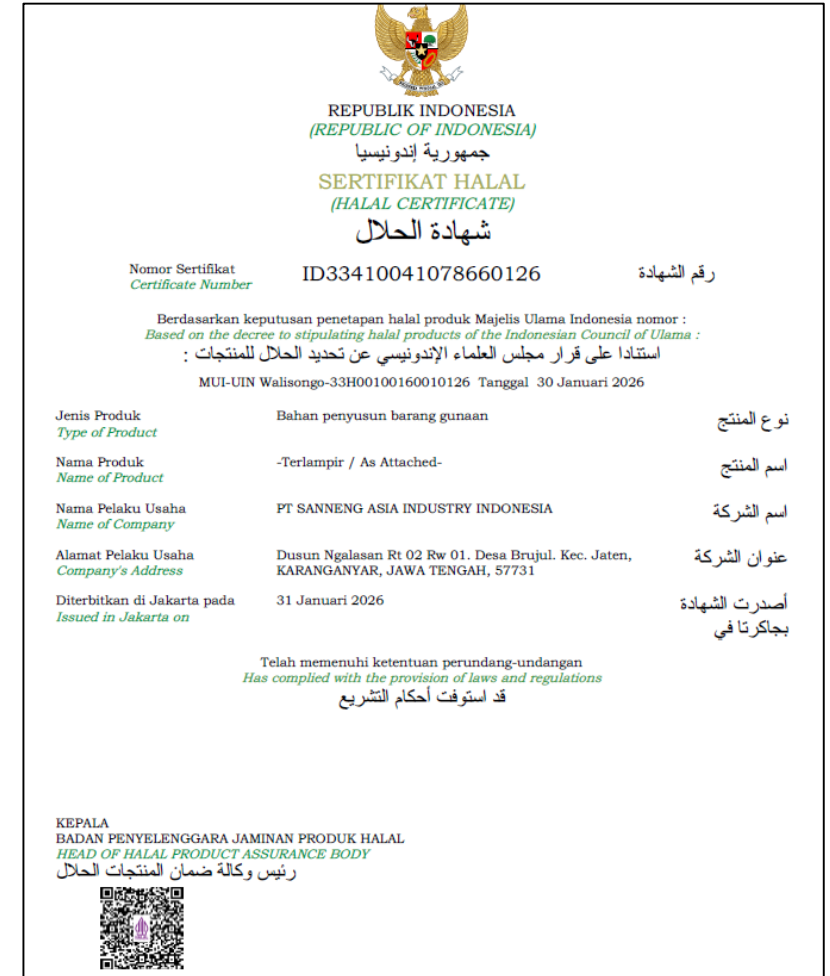 REPUBLIK INDONESIA
(REPUBLIC OF INDONESIA)
جمهورية إندونيسيا
SERTIFIKAT HALAL
(HALAL CERTIFICATE)
شهادة الحلال
Nomor Sertifikat ID33410041078660126 رقم الشهادة
Certificate Number
Berdasarkan keputusan penetapan halal produk Majelis Ulama Indonesia nomor :
Based on the decree to stipulating halal products of the Indonesian Council of Ulama :
استنادا على قرار مجلس العلماء الإندونيسي عن تحديد الحلال للمنتجات :
MUI-UIN Walisongo-33H00100160010126 Tanggal 30 Januari 2026
Jenis Produk Bahan penyusun barang gunaan نوع المنتج
Type of Product
Nama Produk -Terlampir / As Attached- اسم المنتج
Name of Product
Nama Pelaku Usaha PT SANNENG ASIA INDUSTRY INDONESIA اسم الشركة
Name of Company
Alamat Pelaku Usaha Dusun Ngalasan Rt 02 Rw 01. Desa Brujul. Kec. Jaten, عنوان الشركة
Company's Address KARANGANYAR, JAWA TENGAH, 57731
Diterbitkan di Jakarta pada 31 Januari 2026 أصدرت الشهادة
Issued in Jakarta on بجاكرتا في
Telah memenuhi ketentuan perundang-undangan
Has complied with the provision of laws and regulations
قد استوفت أحكام التشريع
KEPALA
BADAN PENYELENGGARA JAMINAN PRODUK HALAL
HEAD OF HALAL PRODUCT ASSURANCE BODY
رئيس وكالة ضمان المنتجات الحلال